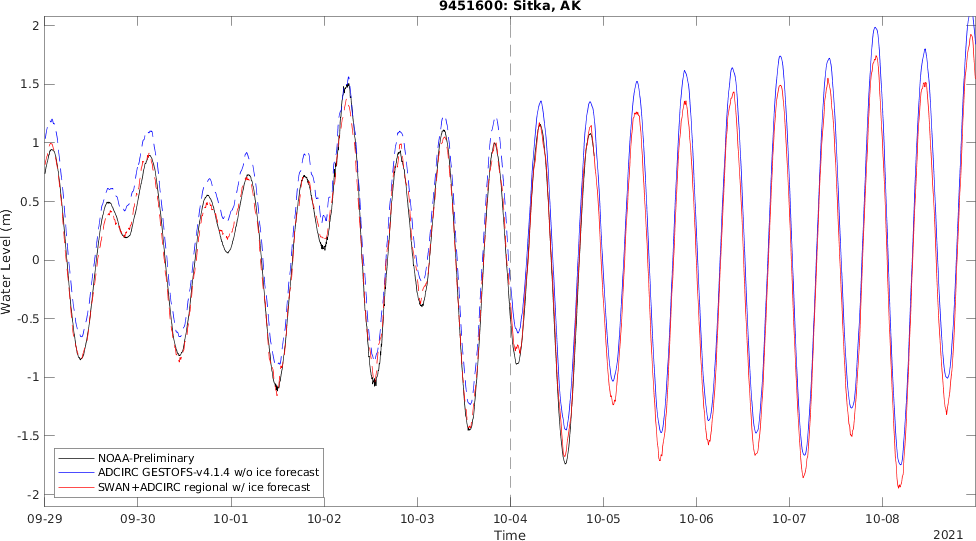 9451600: Sitka, AK
Water Level (m)
2
1.5
1
0.5
0
-0.5
-1
-1.5
-2
NOAA-Preliminary
ADCIRC GESTOFS-v4.1.4 w/o ice forecast
SWAN+ADCIRC regional w/ ice forecast
09-29 09-30 10-01 10-02 10-03 10-04 10-05 10-06 10-07 10-08
Time
2021